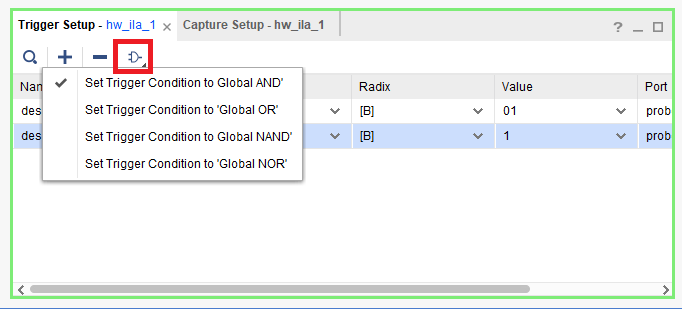 Trigger Setup - hw_ila_1 × Capture Setup - hw_ila_1 ? _
Nam Radix Value Port
Set Trigger Condition to Global AND'
des [B] 01 prob
Set Trigger Condition to 'Global OR'
des [B] 1 prob
Set Trigger Condition to Global NAND'
Set Trigger Condition to 'Global NOR'